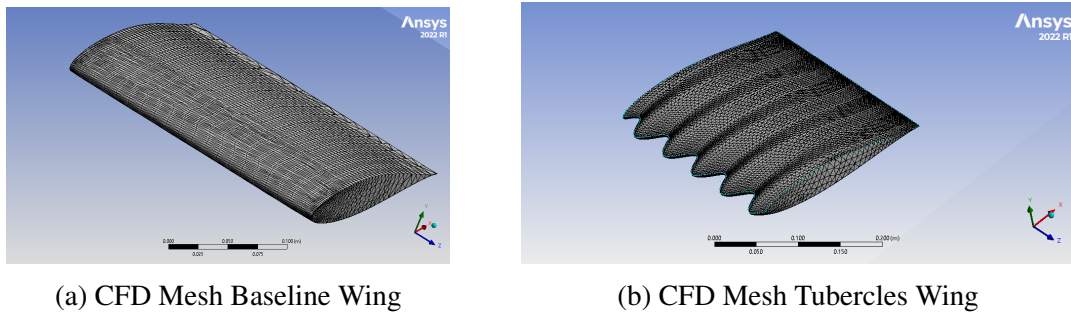 Ansys
2022 R1
Y
X
Z
0.000
0.050
0.100 (m)
0.025
0.075
(a) CFD Mesh Baseline Wing
Ansys
2022 R1
Y
X
Z
0.000
0.100
0.200 (m)
0.050
0.150
(b) CFD Mesh Tubercles Wing